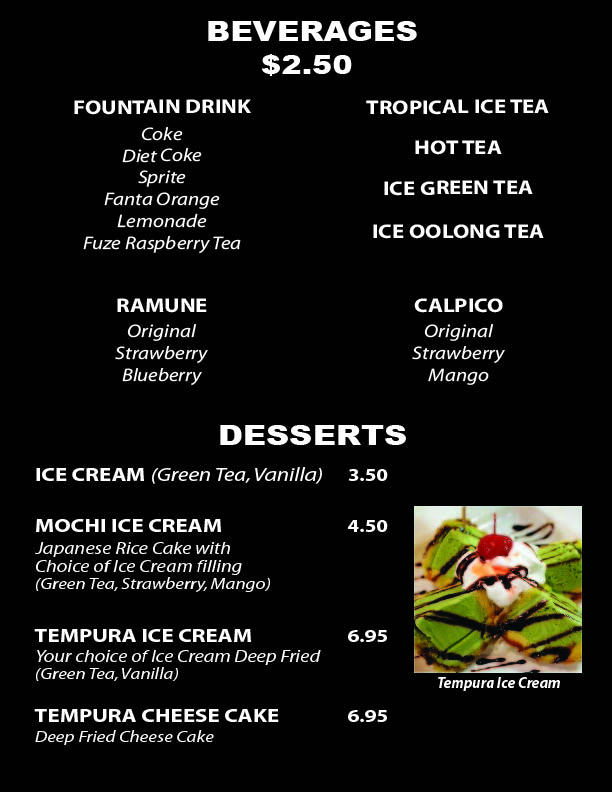 BEVERAGES
$2.50
FOUNTAIN DRINK
Coke
Diet Coke
Sprite
Fanta Orange
Lemonade
Fuze Raspberry Tea
TROPICAL ICE TEA
HOT TEA
ICE GREEN TEA
ICE OOLONG TEA
RAMUNE
Original
Strawberry
Blueberry
CALPICO
Original
Strawberry
Mango
DESSERTS
ICE CREAM (Green Tea, Vanilla) 3.50
MOCHI ICE CREAM 4.50
Japanese Rice Cake with
Choice of Ice Cream filling
(Green Tea, Strawberry, Mango)
TEMPURA ICE CREAM 6.95
Your choice of Ice Cream Deep Fried
(Green Tea, Vanilla)
Tempura Ice Cream
TEMPURA CHEESE CAKE 6.95
Deep Fried Cheese Cake